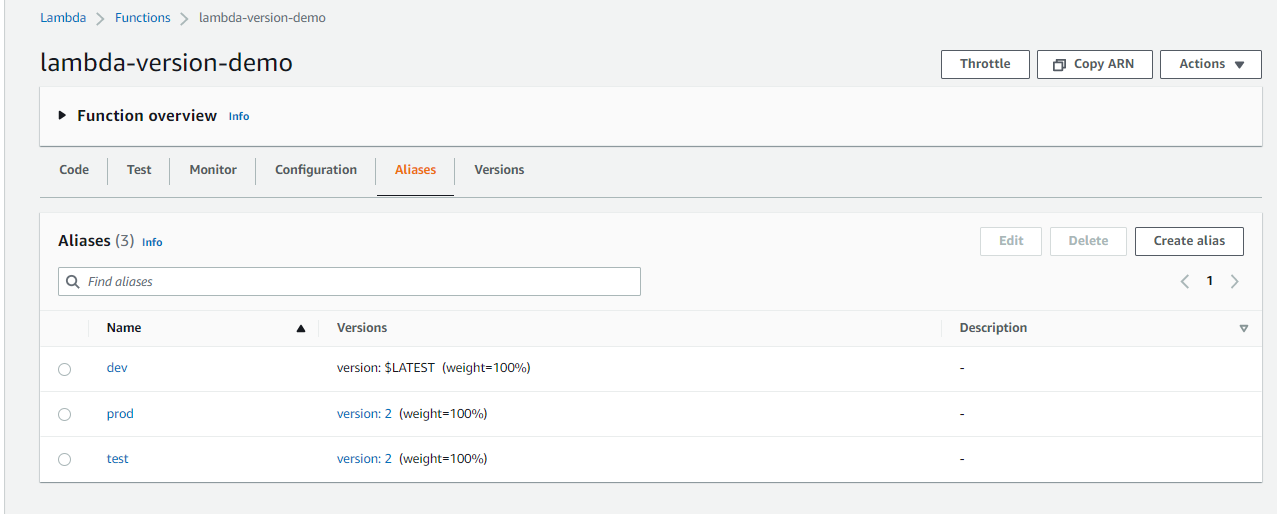 Lambda > Functions > lambda-version-demo
lambda-version-demo
Throttle Copy ARN Actions
Function overview Info
Code Test Monitor Configuration Aliases Versions
Aliases (3) Info Edit Delete Create alias
Find aliases 1
Name Versions Description
dev version: $LATEST (weight=100%) -
prod version: 2 (weight=100%) -
test version: 2 (weight=100%) -